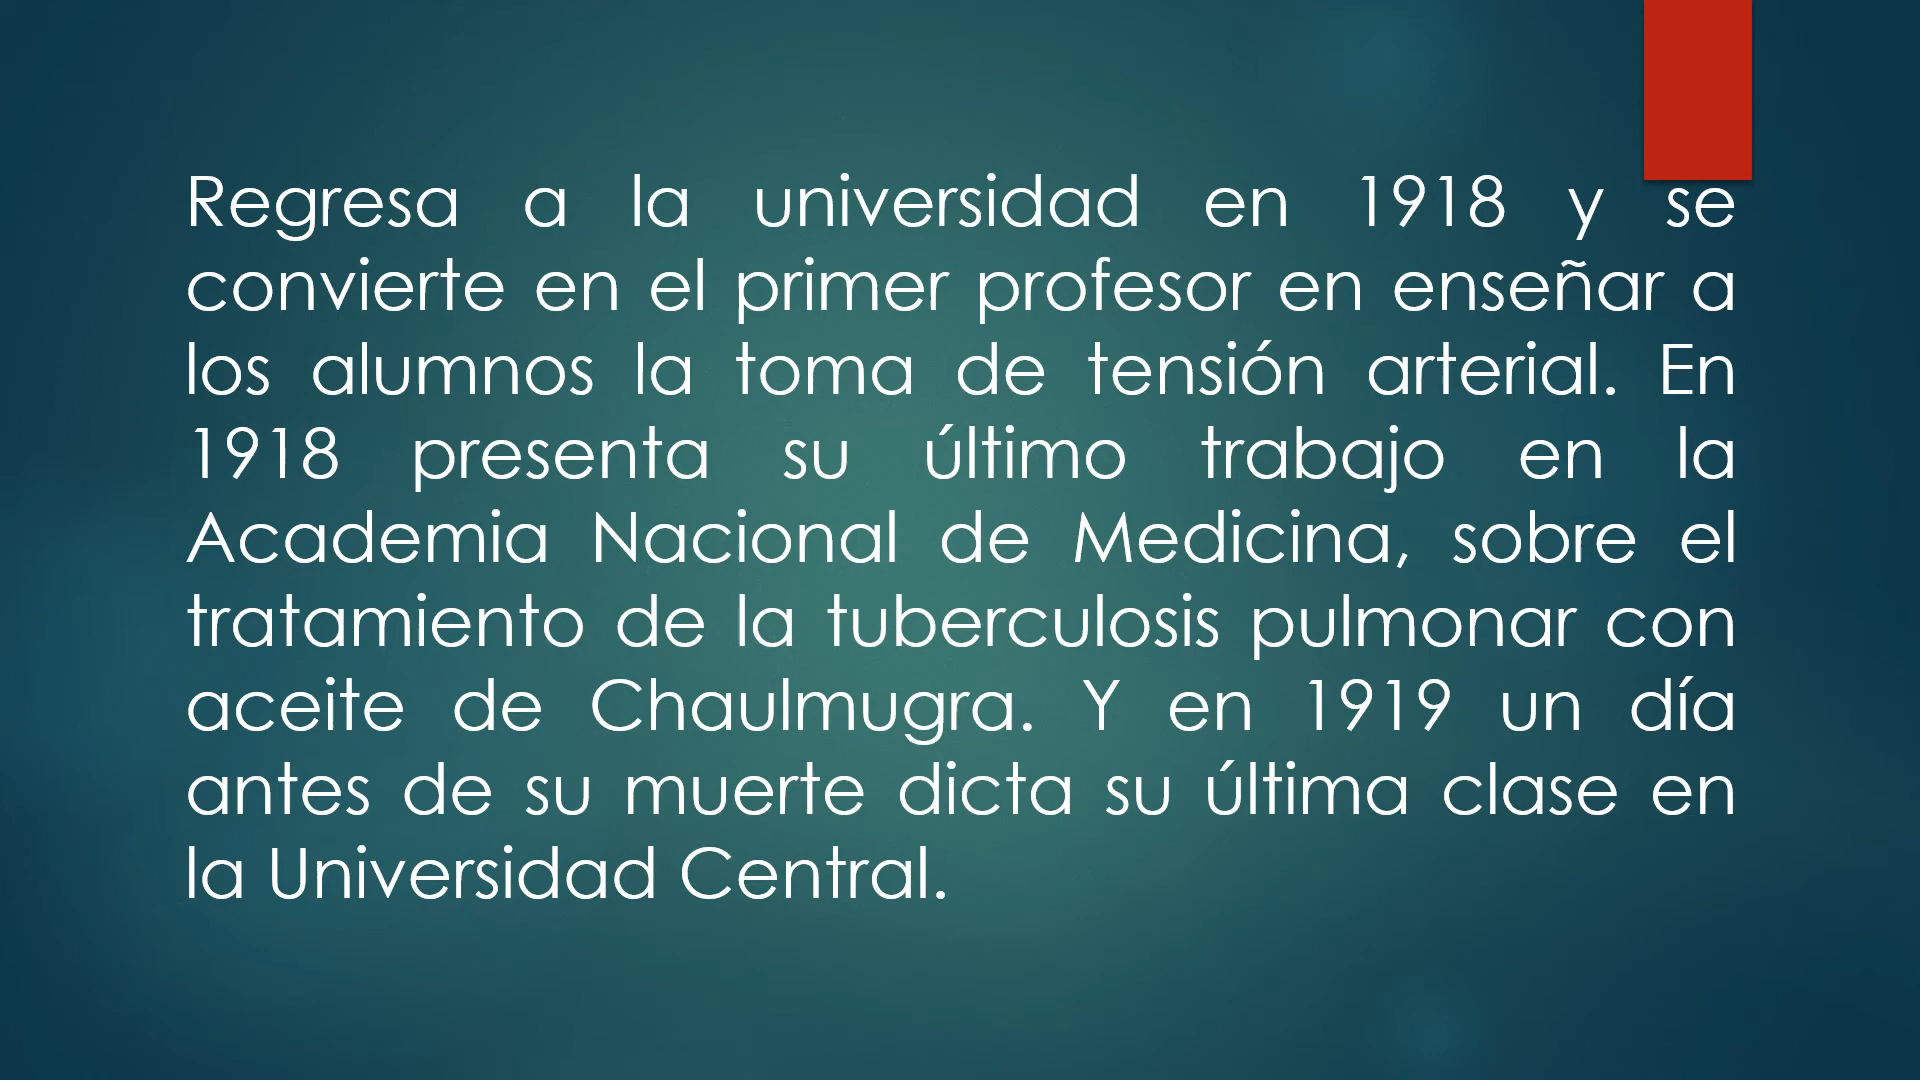 Regresa a la universidad en 1918 y se
convierte en el primer profesor en enseñar a
los alumnos la toma de tensión arterial. En
1918 presenta su último trabajo en la
Academia Nacional de Medicina, sobre el
tratamiento de la tuberculosis pulmonar con
aceite de Chaulmugra. Y en 1919 un día
antes de su muerte dicta su última clase en
la Universidad Central.